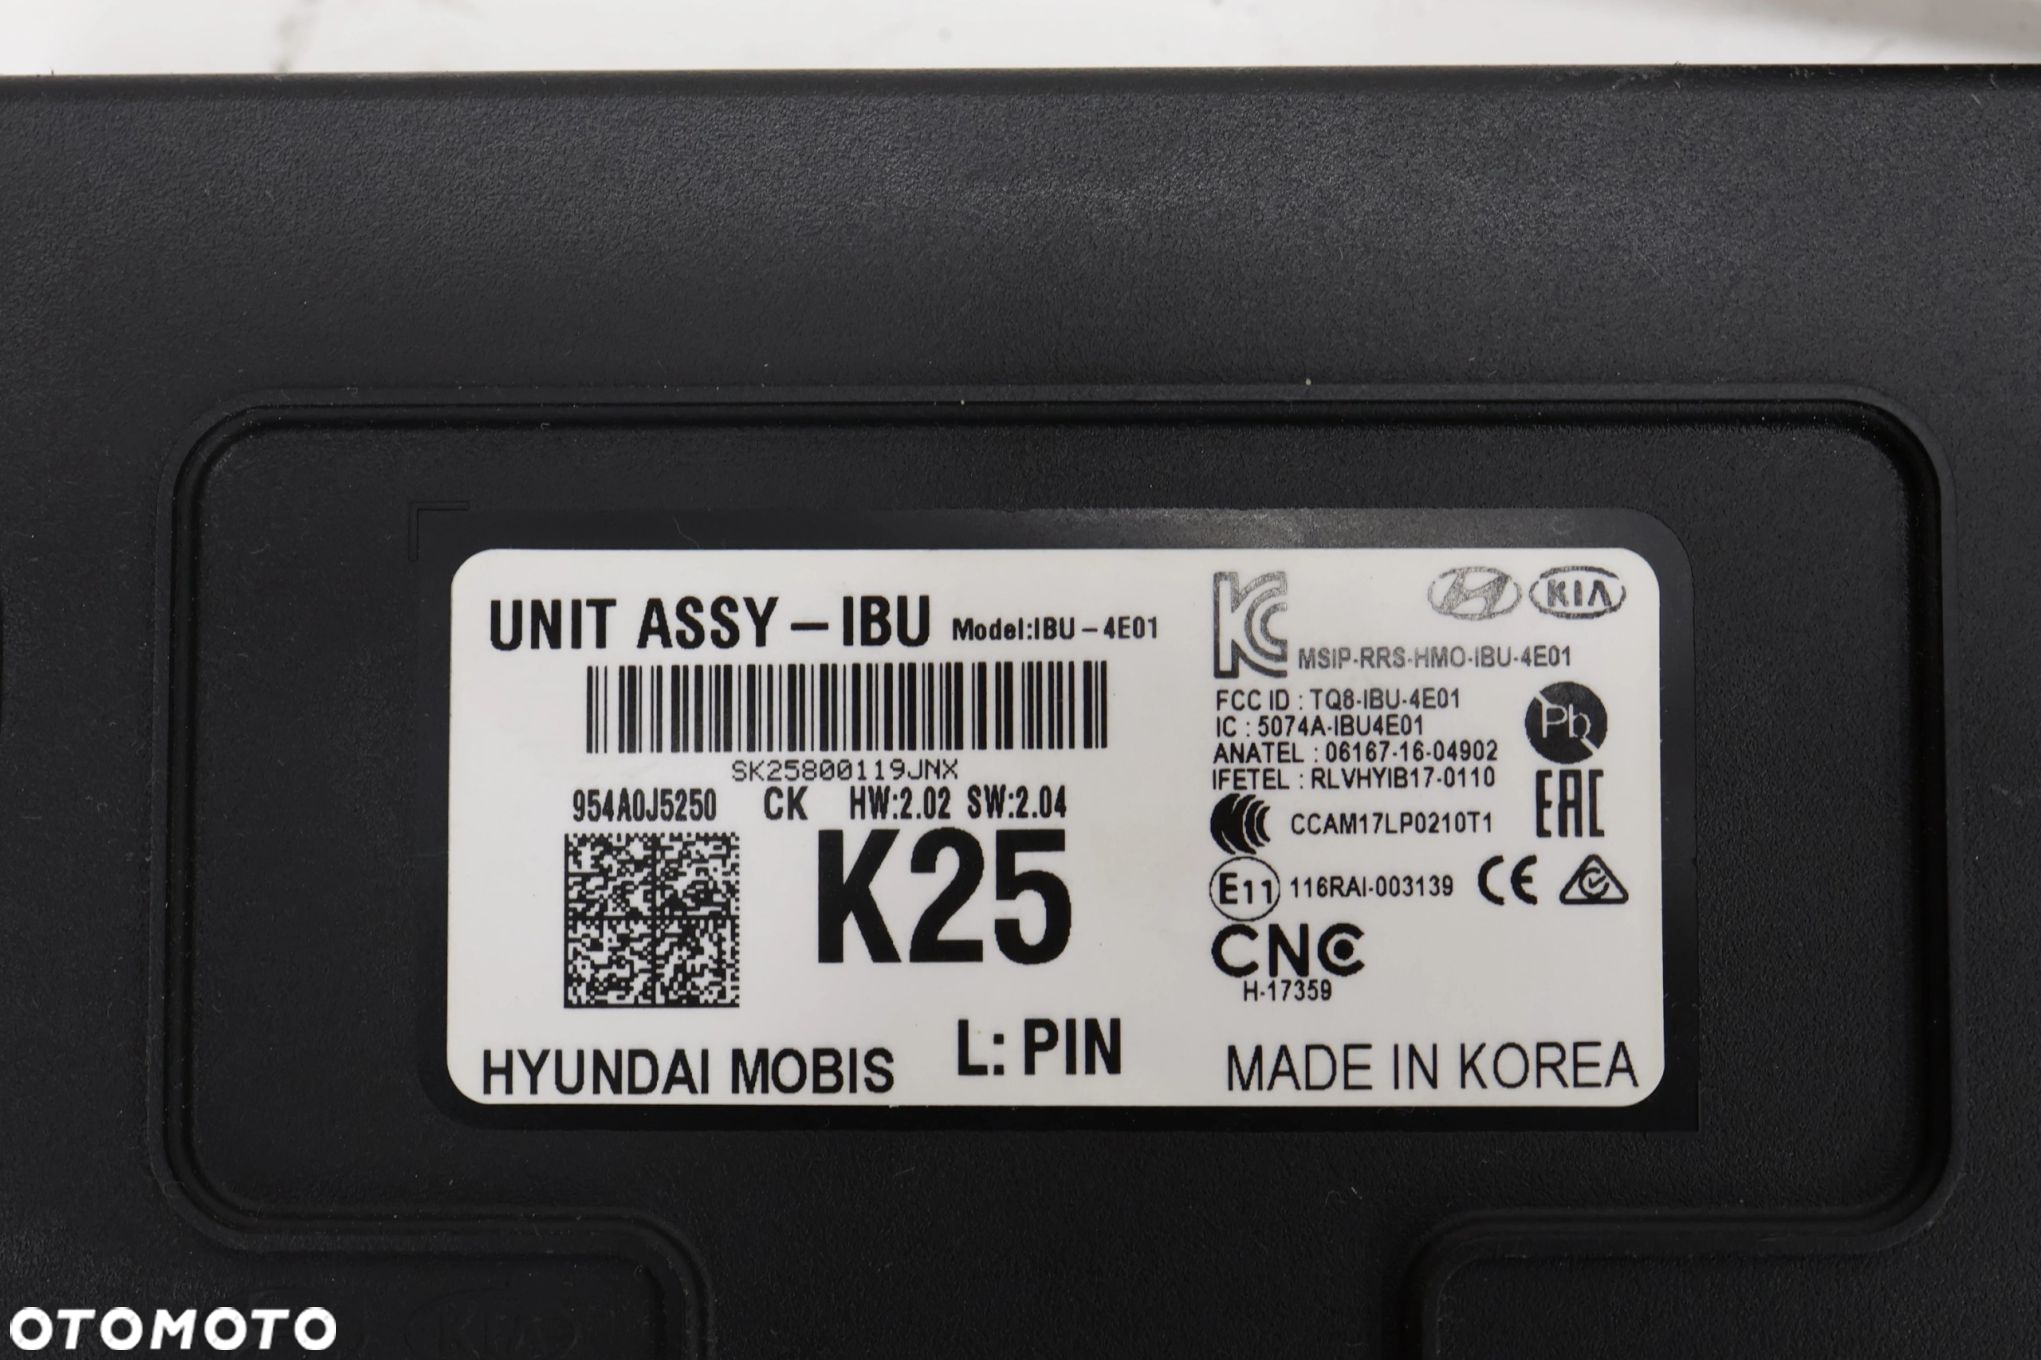 UNIT ASSY-IBU Model:IBU-4E01
SK25800119JNX
954A0J5250 CK HW:2.02 SW:2.04
K25
HYUNDAI MOBIS L: PIN
KC
KIA
MSIP-RRS-HMO-IBU-4E01
FCC ID : TQ8-IBU-4E01
IC : 5074A-IBU4E01
ANATEL : 06167-16-04902
IFETEL : RLVHYIB17-0110
Pb
EAC
CCAM17LP0210T1
E11 116RAI-003139 CE
CNC
H-17359
MADE IN KOREA
OTOMOTO